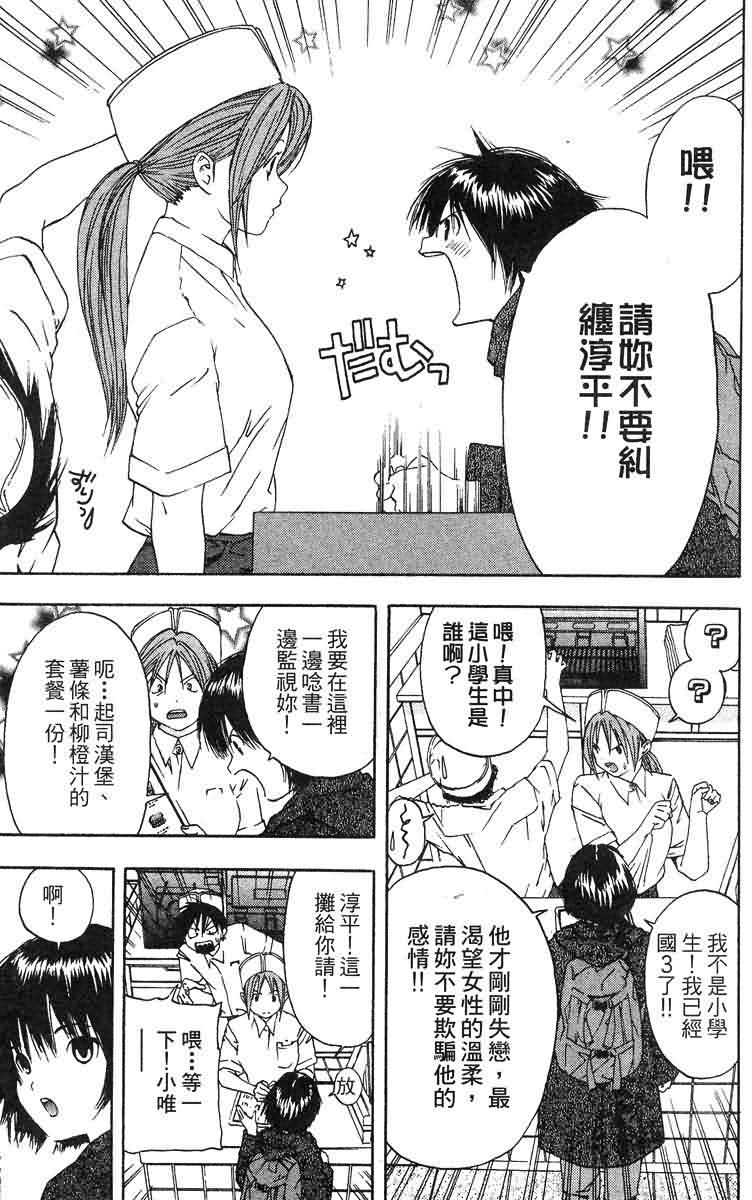 喂!!
請妳不要糾
纏淳平!!
だむっ
ずりっ
?
?
喂!真中!
這小學生是
誰啊?
我不是小學
生!我已經
國3了!!
他才剛剛失戀,最
渴望女性的溫柔,
請妳不要欺騙他的
感情!!
我要在這裡
一邊唸書一
邊監視妳!
呃…起司漢堡、
薯條和柳橙汁的
套餐一份!
淳平!這一
攤給你請!
放
喂…等一
下!小唯
——
啊!